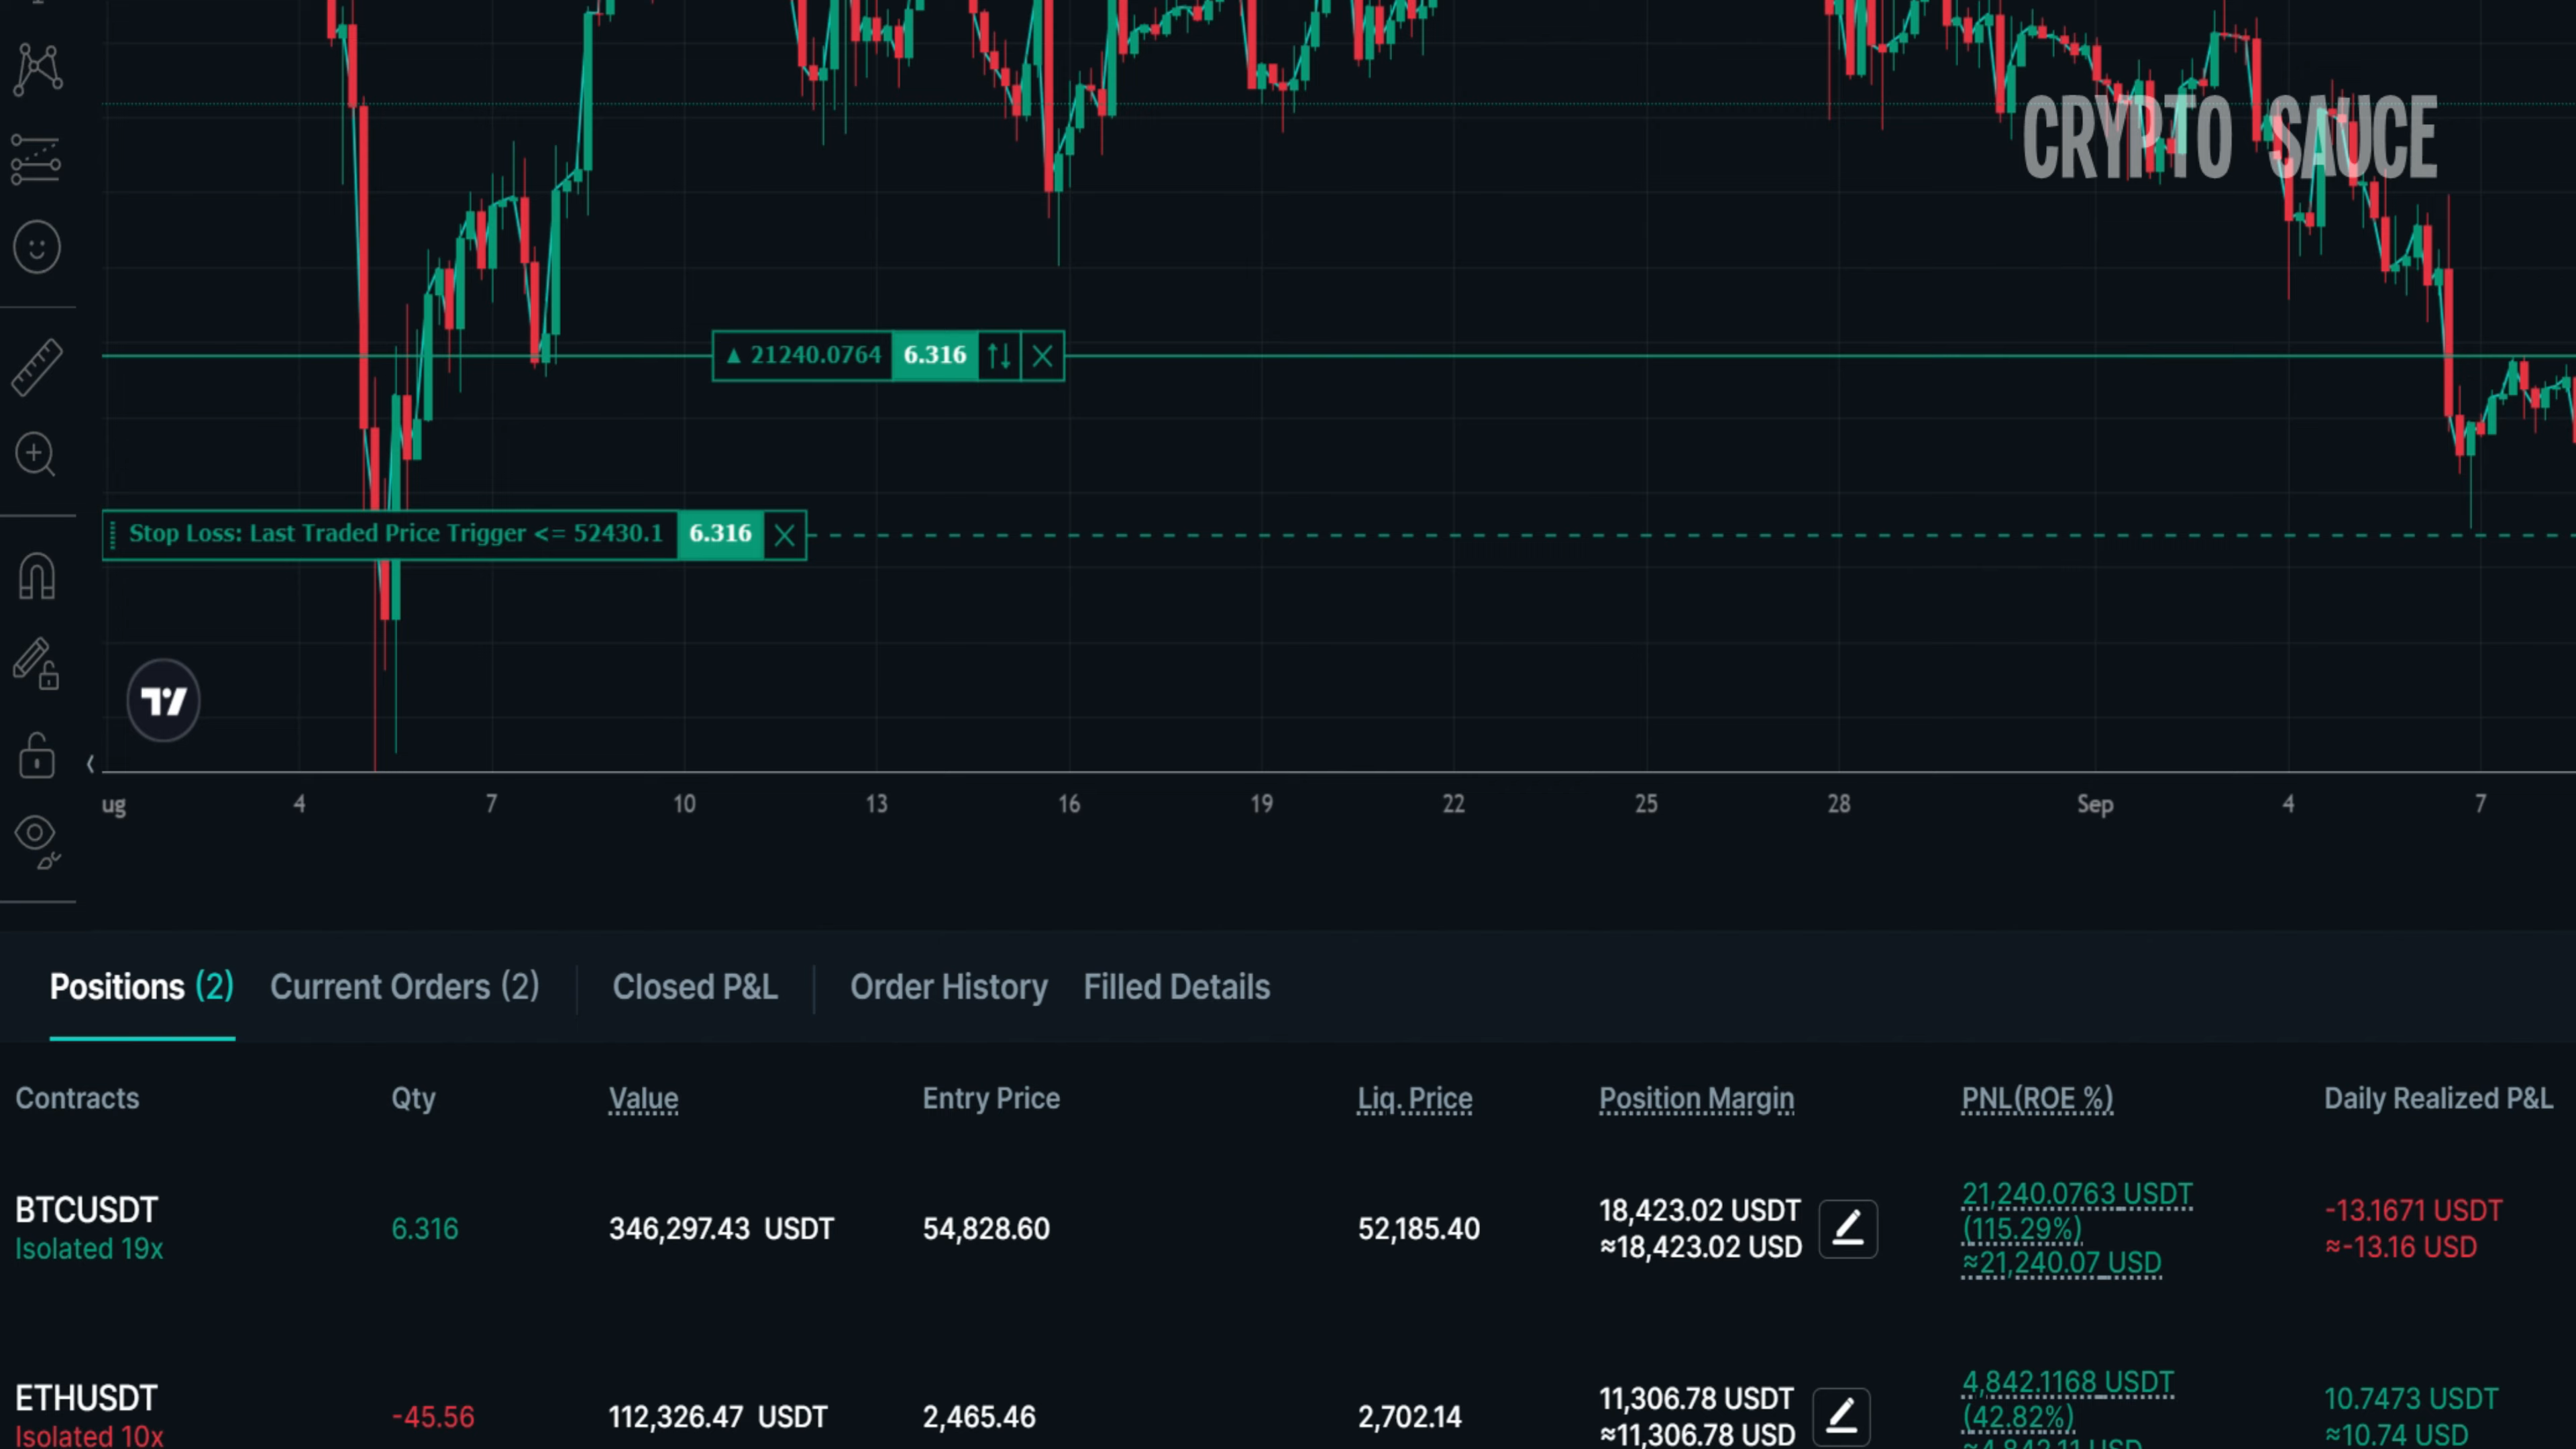 CRYPTO SAUCE
▲ 21240.0764 6.316
Stop Loss: Last Traded Price Trigger <= 52430.1 6.316
ug 4 7 10 13 16 19 22 25 28 Sep 4 7
Positions (2) Current Orders (2) Closed P&L Order History Filled Details
Contracts Qty Value Entry Price Liq. Price Position Margin PNL(ROE %) Daily Realized P&L
BTCUSDT 6.316 346,297.43 USDT 54,828.60 52,185.40 18,423.02 USDT 21,240.0763 USDT -13.1671 USDT
Isolated 19x ≈18,423.02 USD (115.29%) ≈-13.16 USD
≈21,240.07 USD
ETHUSDT -45.56 112,326.47 USDT 2,465.46 2,702.14 11,306.78 USDT 4,842.1168 USDT 10.7473 USDT
Isolated 10x ≈11,306.78 USD (42.82%) ≈10.74 USD
≈4,842.11 USD